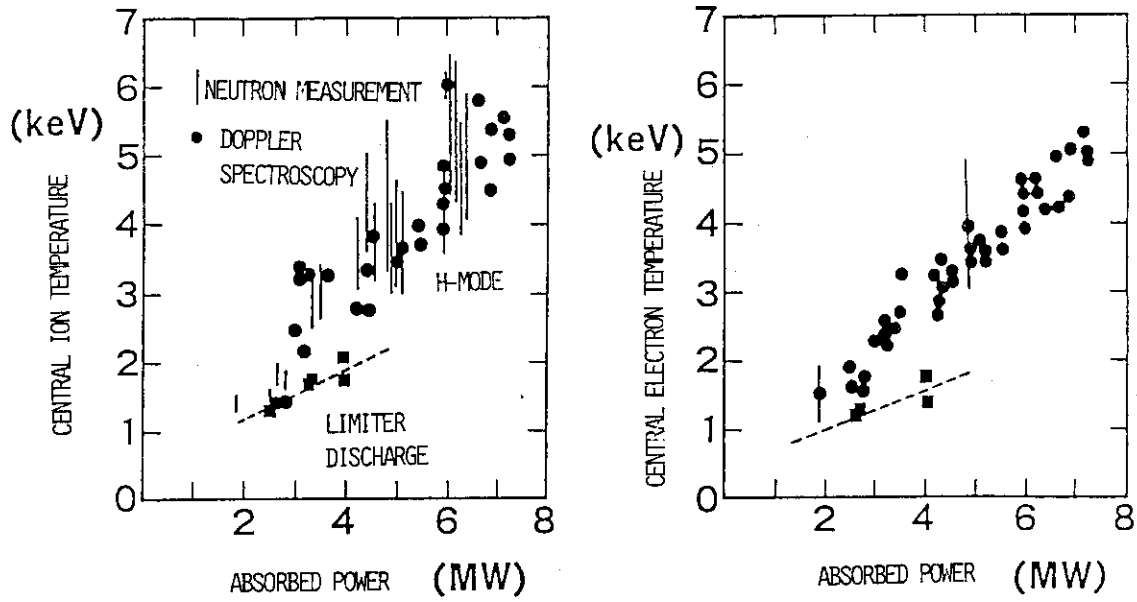 7
6
5
4
3
2
1
0
(keV)
CENTRAL ION TEMPERATURE
NEUTRON MEASUREMENT
DOPPLER
SPECTROSCOPY
H-MODE
LIMITER
DISCHARGE
0
2
4
6
8
ABSORBED POWER (MW)
7
6
5
4
3
2
1
0
(keV)
CENTRAL ELECTRON TEMPERATURE
2
4
6
8
ABSORBED POWER (MW)